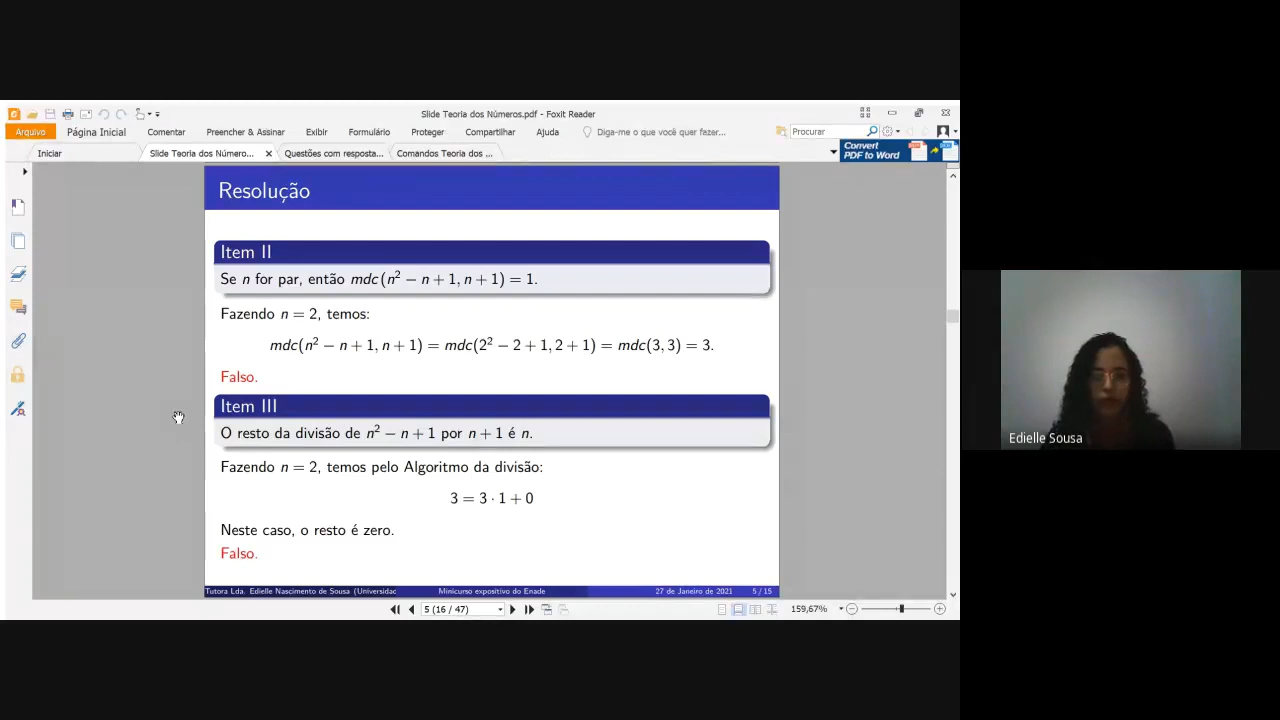 Slide Teoria dos Números.pdf - Foxit Reader
Arquivo Página Inicial Comentar Preencher & Assinar Exibir Formulário Proteger Compartilhar Ajuda Diga-me o que você quer fazer... Procurar
Iniciar Slide Teoria dos Número... Questões com resposta... Comandos Teoria dos ...
Convert
PDF to Word
Resolução
Item II
Se n for par, então mdc(n² − n + 1, n + 1) = 1.
Fazendo n = 2, temos:
mdc(n² − n + 1, n + 1) = mdc(2² − 2 + 1, 2 + 1) = mdc(3, 3) = 3.
Falso.
Item III
O resto da divisão de n² − n + 1 por n + 1 é n.
Fazendo n = 2, temos pelo Algoritmo da divisão:
3 = 3 · 1 + 0
Neste caso, o resto é zero.
Falso.
Tutora Lda. Edielle Nascimento de Sousa (Universidac Minicurso expositivo do Enade 27 de Janeiro de 2021 5 / 15
5 (16 / 47) 159,67%
Edielle Sousa